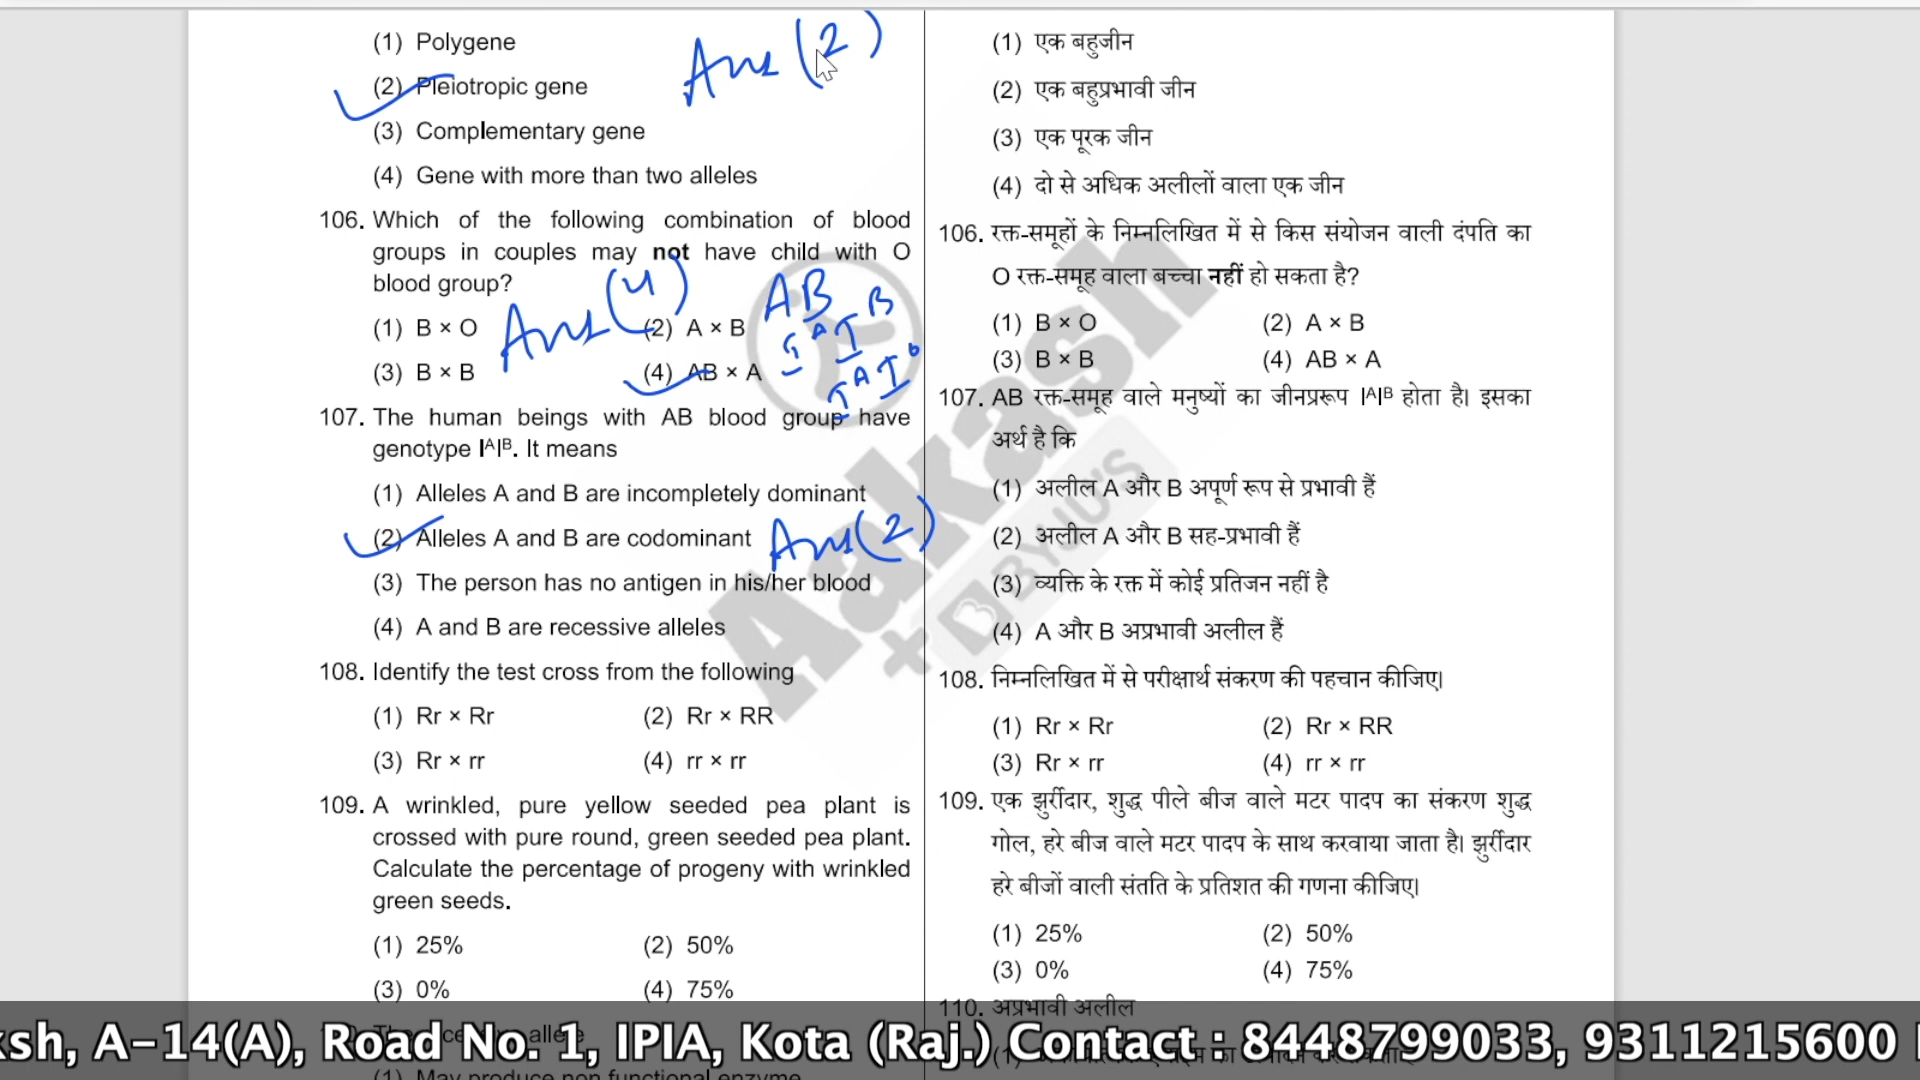 (1) Polygene
(2) Pleiotropic gene
Ans (2)
(3) Complementary gene
(4) Gene with more than two alleles
106. Which of the following combination of blood
groups in couples may not have child with O
blood group?
Ans (4)
(1) B × O (2) A × B
(3) B × B (4) AB × A
AB
I^A I^B
I^A I^B
107. The human beings with AB blood group have
genotype IᴬIᴮ. It means
(1) Alleles A and B are incompletely dominant
(2) Alleles A and B are codominant Ans (2)
(3) The person has no antigen in his/her blood
(4) A and B are recessive alleles
108. Identify the test cross from the following
(1) Rr × Rr (2) Rr × RR
(3) Rr × rr (4) rr × rr
109. A wrinkled, pure yellow seeded pea plant is
crossed with pure round, green seeded pea plant.
Calculate the percentage of progeny with wrinkled
green seeds.
(1) 25% (2) 50%
(3) 0% (4) 75%
(1) एक बहुजीन
(2) एक बहुप्रभावी जीन
(3) एक पूरक जीन
(4) दो से अधिक अलीलों वाला एक जीन
106. रक्त-समूहों के निम्नलिखित में से किस संयोजन वाली दंपति का
O रक्त-समूह वाला बच्चा नहीं हो सकता है?
(1) B × O (2) A × B
(3) B × B (4) AB × A
107. AB रक्त-समूह वाले मनुष्यों का जीनप्ररूप IᴬIᴮ होता है। इसका
अर्थ है कि
(1) अलील A और B अपूर्ण रूप से प्रभावी हैं
(2) अलील A और B सह-प्रभावी हैं
(3) व्यक्ति के रक्त में कोई प्रतिजन नहीं है
(4) A और B अप्रभावी अलील हैं
108. निम्नलिखित में से परीक्षार्थ संकरण की पहचान कीजिए।
(1) Rr × Rr (2) Rr × RR
(3) Rr × rr (4) rr × rr
109. एक झुर्रीदार, शुद्ध पीले बीज वाले मटर पादप का संकरण शुद्ध
गोल, हरे बीज वाले मटर पादप के साथ करवाया जाता है। झुर्रीदार
हरे बीजों वाली संतति के प्रतिशत की गणना कीजिए।
(1) 25% (2) 50%
(3) 0% (4) 75%
110. अप्रभावी अलील
Aakash
BYJU'S
ksh, A-14(A), Road No. 1, IPIA, Kota (Raj.) Contact : 8448799033, 9311215600
(1) May produce non functional enzyme